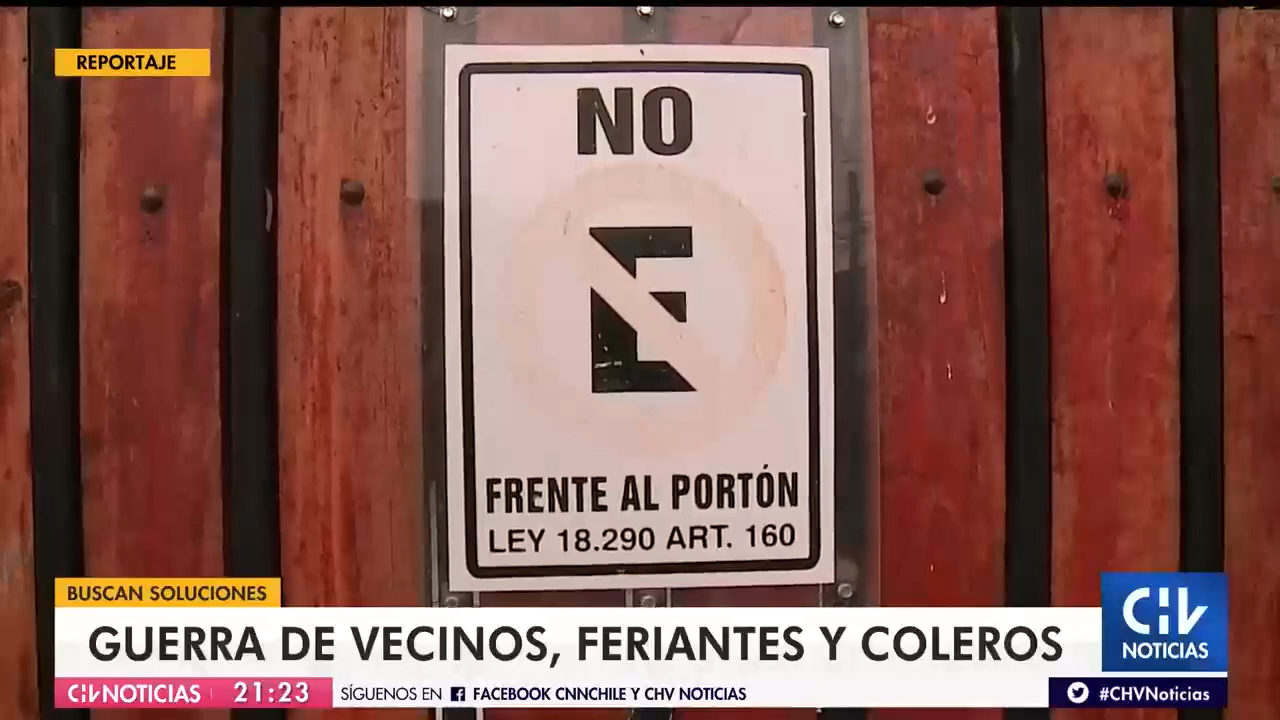 REPORTAJE
NO
E
FRENTE AL PORTÓN
LEY 18.290 ART. 160
BUSCAN SOLUCIONES
GUERRA DE VECINOS, FERIANTES Y COLEROS
CHV
NOTICIAS
CHV NOTICIAS 21:23 SÍGUENOS EN FACEBOOK CNNCHILE Y CHV NOTICIAS
#CHVNoticias